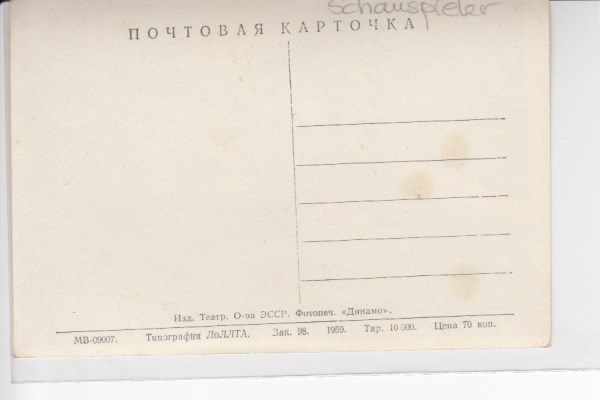 Schauspieler
ПОЧТОВАЯ КАРТОЧКА
Изд. Театр. О-ва ЭССР. Фотопеч. «Динамо».
МВ-09007. Типография ЛоЛЛТА. Зак. 98. 1959. Тир. 10 000. Цена 70 коп.